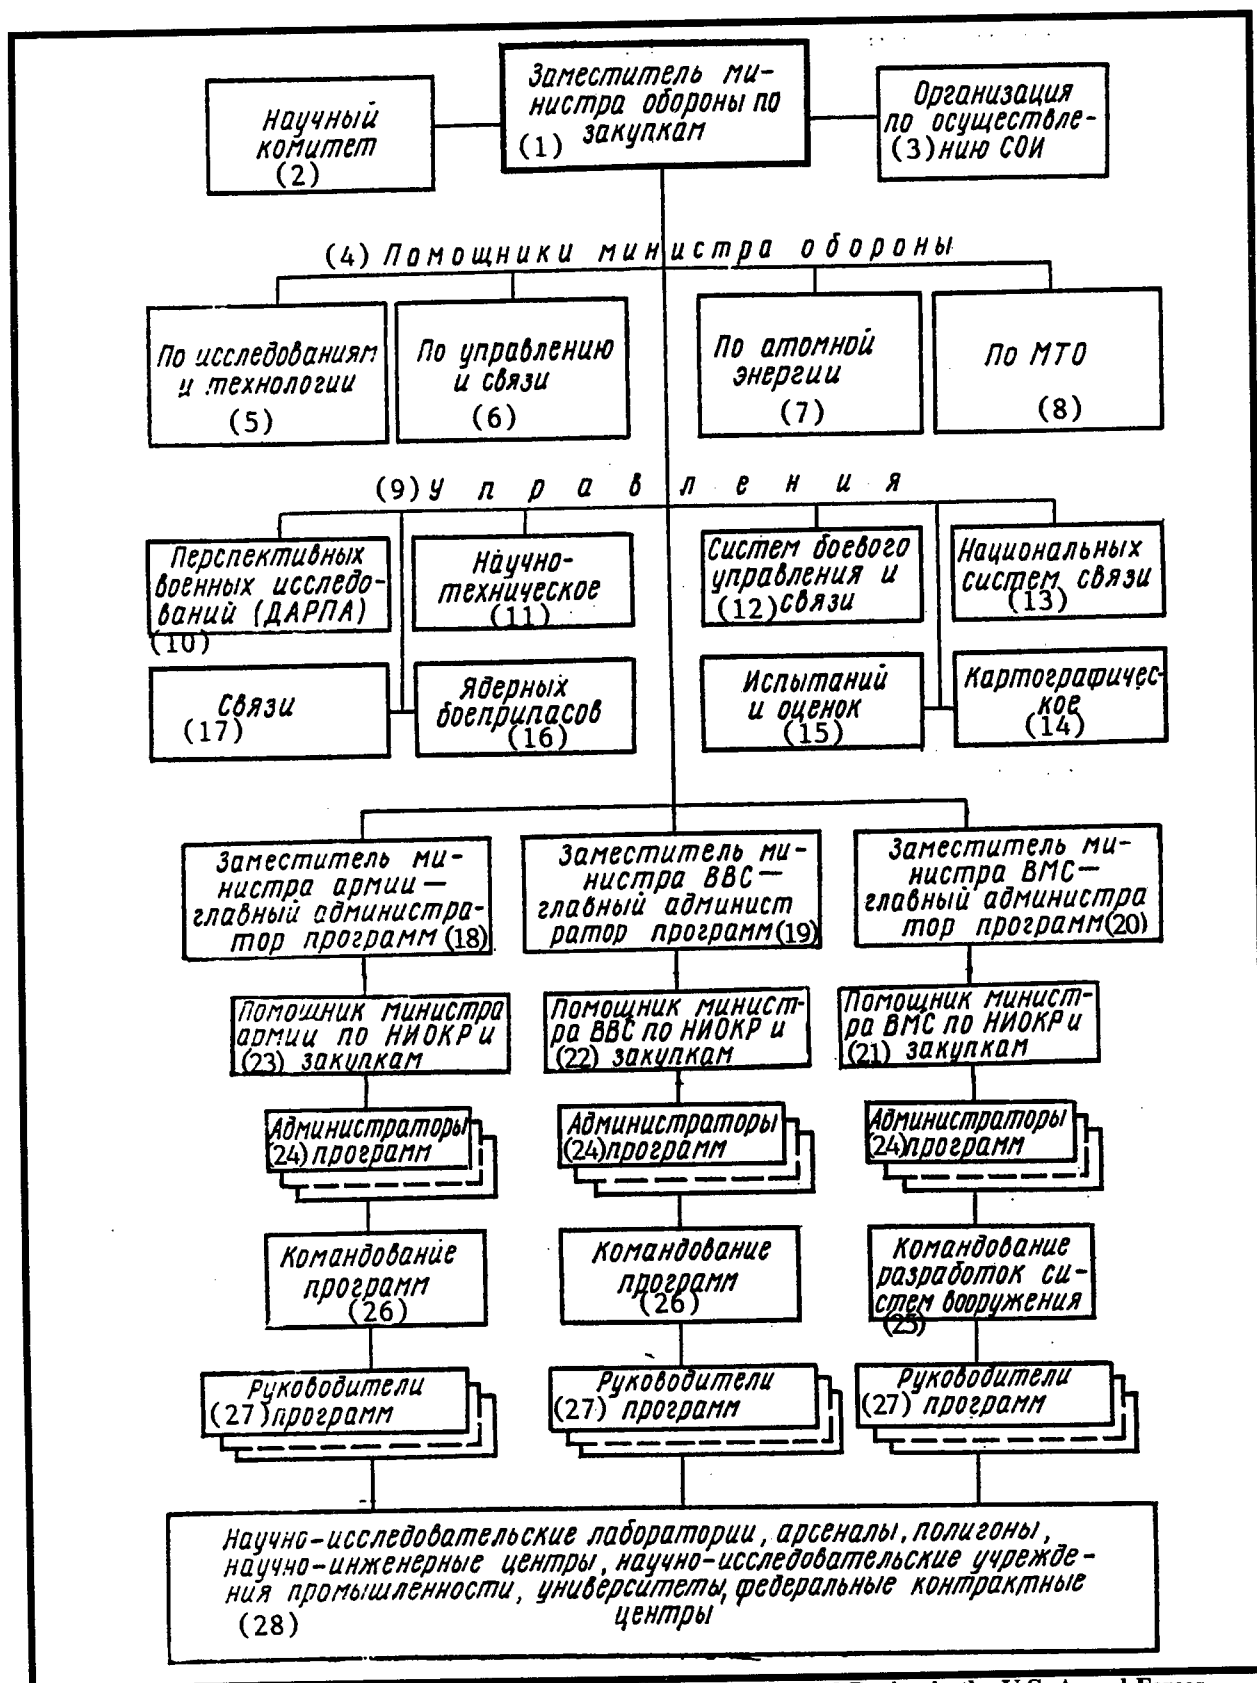 Заместитель ми-
нистра обороны по
(1) закупкам
Научный
комитет
(2)
Организация
по осуществле-
(3) нию СОИ
(4) Помощники министра обороны
По исследованиям
и технологии
(5)
По управлению
и связи
(6)
По атомной
энергии
(7)
По МТО
(8)
(9) Управления
Перспективных
военных исследо-
ваний (ДАРПА)
(10)
Научно-
техническое
(11)
Систем боевого
управления и
(12) связи
Национальных
систем связи
(13)
Связи
(17)
Ядерных
боеприпасов
(16)
Испытаний
и оценок
(15)
Картографичес-
кое
(14)
Заместитель ми-
нистра армии —
главный администра-
тор программ (18)
Заместитель ми-
нистра ВВС —
главный админист
ратор программ (19)
Заместитель ми-
нистра ВМС —
главный администра
тор программ (20)
Помошник министра
армии по НИОКР и
(23) закупкам
Помощник минист-
ра ВВС по НИОКР и
(22) закупкам
Помощник минист-
ра ВМС по НИОКР и
(21) закупкам
Администраторы
(24) программ
Администраторы
(24) программ
Администраторы
(24) программ
Командование
программ
(26)
Командование
программ
(26)
Командование
разработок си-
стем вооружения
(25)
Руководители
(27) программ
Руководители
(27) программ
Руководители
(27) программ
Научно-исследовательские лаборатории, арсеналы, полигоны,
научно-инженерные центры, научно-исследовательские учрежде-
ния промышленности, университеты, федеральные контрактные
(28) центры
in the U.S. Armed Forces